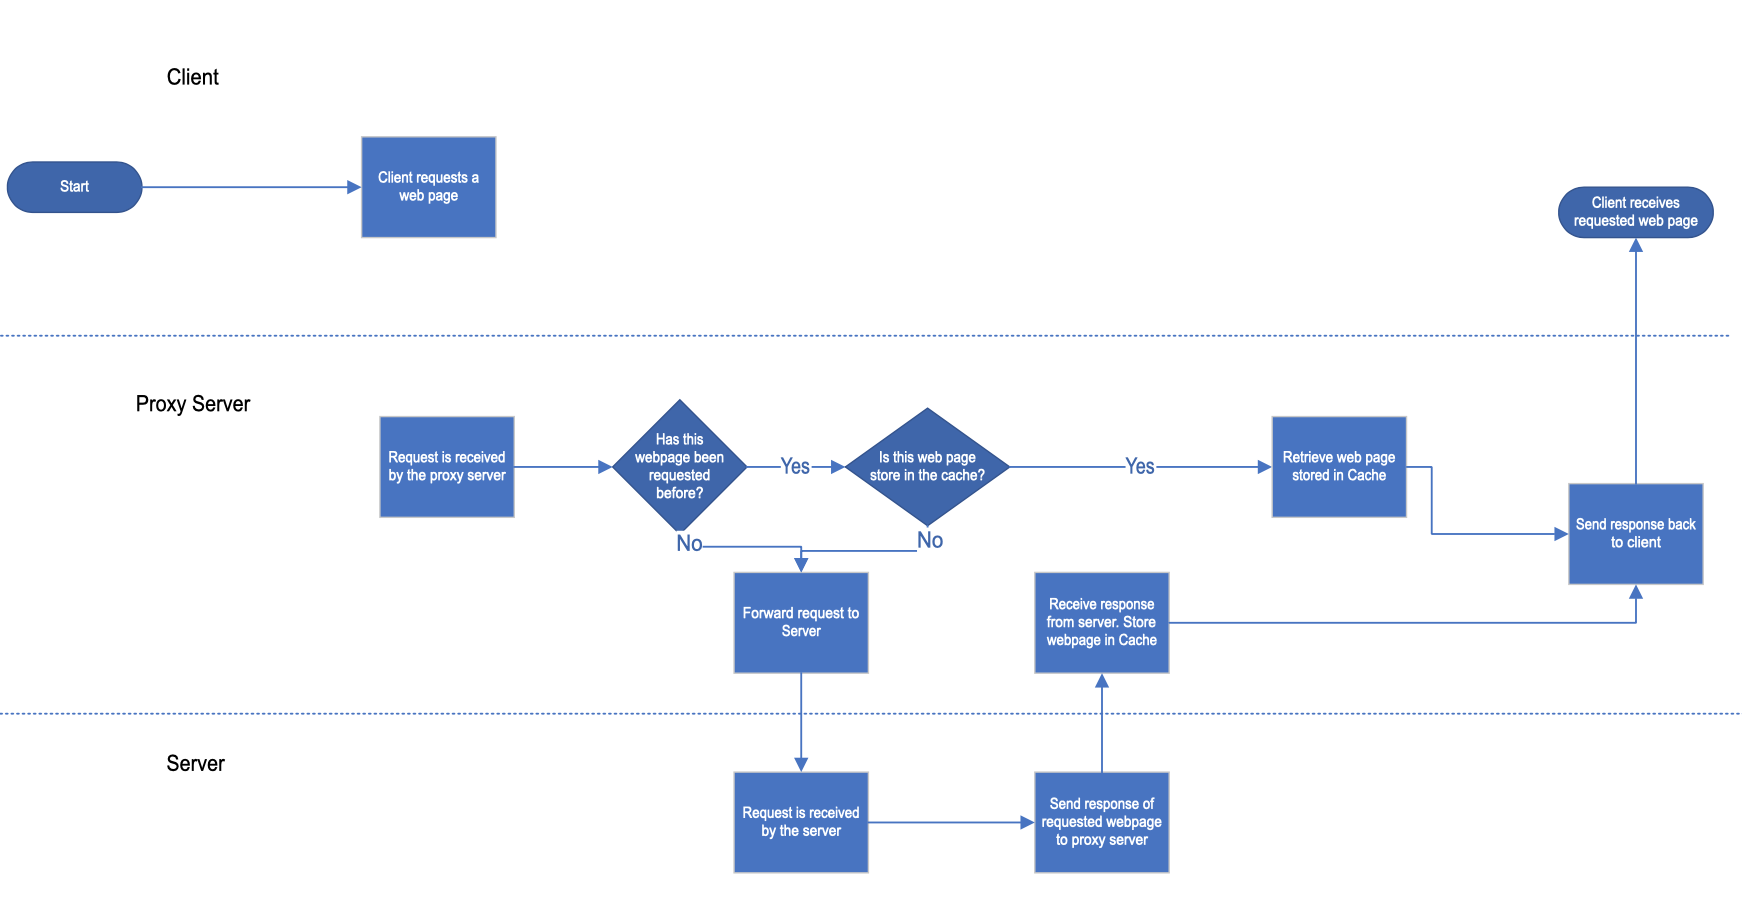 Client
Start
Client requests a
web page
Client receives
requested web page
Proxy Server
Request is received
by the proxy server
Has this
webpage been
requested
before?
Yes
Is this web page
store in the cache?
Yes
Retrieve web page
stored in Cache
Send response back
to client
No
No
Forward request to
Server
Receive response
from server. Store
webpage in Cache
Server
Request is received
by the server
Send response of
requested webpage
to proxy server